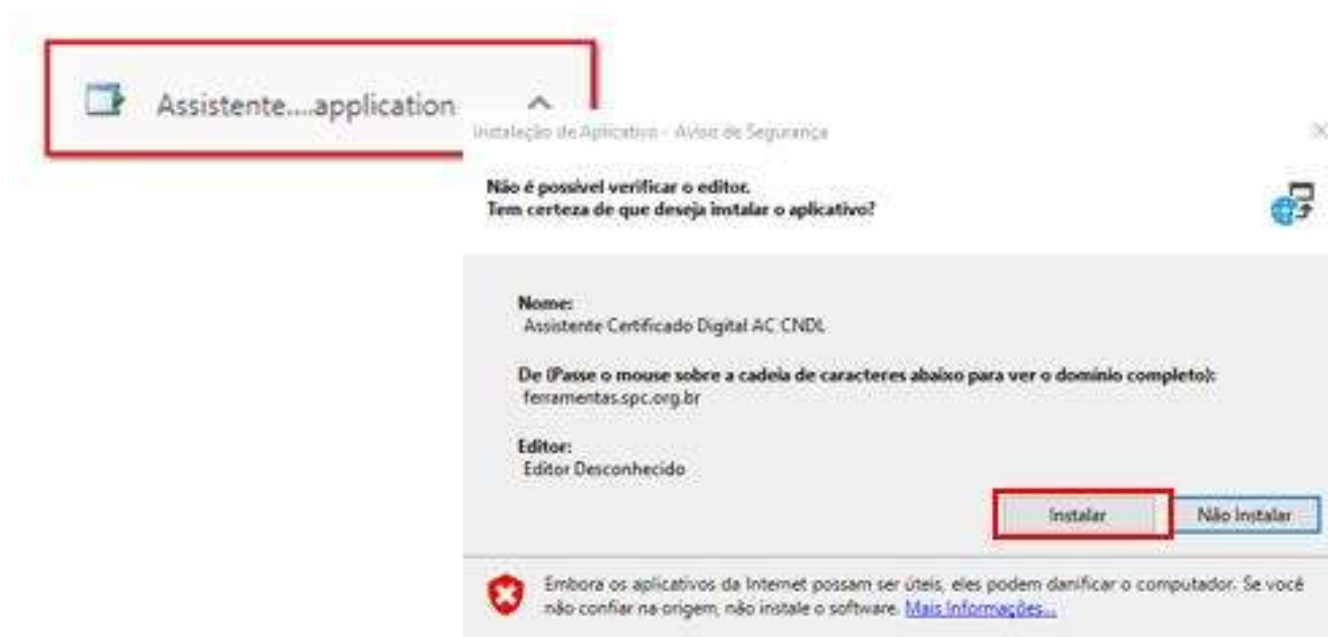 Assistente....application
Instalação de Aplicativo - Aviso de Segurança
Não é possível verificar o editor.
Tem certeza de que deseja instalar o aplicativo?
Nome:
Assistente Certificado Digital AC CNDL
De (Passe o mouse sobre a cadeia de caracteres abaixo para ver o domínio completo):
ferramentas.spc.org.br
Editor:
Editor Desconhecido
Instalar
Não Instalar
Embora os aplicativos da Internet possam ser úteis, eles podem danificar o computador. Se você
não confiar na origem, não instale o software. Mais Informações...